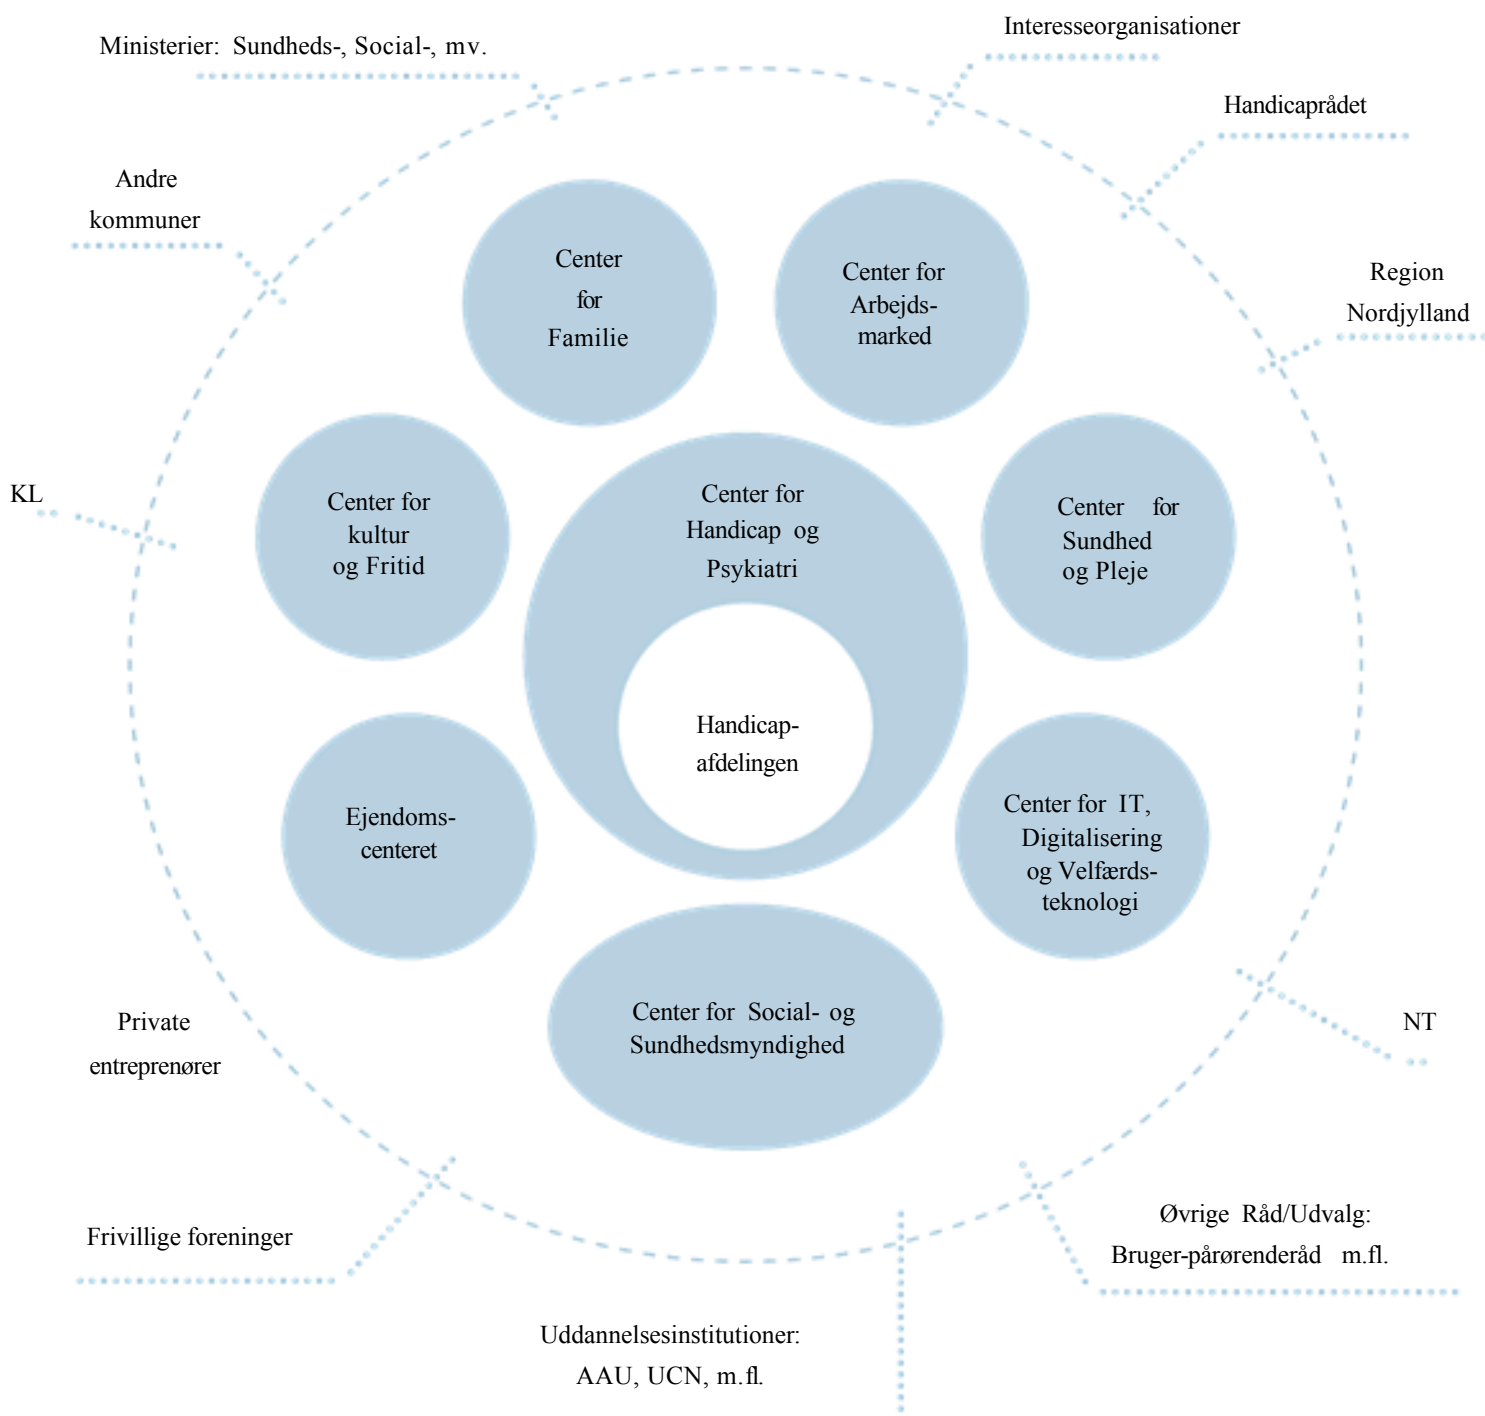 Interesseorganisationer
Ministerier: Sundheds-, Social-, mv.
Handicaprådet
Andre
kommuner
Region
Nordjylland
Center
for
Familie
Center for
Arbejds-
marked
KL
Center for
kultur
og Fritid
Center for
Handicap og
Psykiatri
Center for
Sundhed
og Pleje
Handicap-
afdelingen
Ejendoms-
centeret
Center for IT,
Digitalisering
og Velfærds-
teknologi
Center for Social- og
Sundhedsmyndighed
Private
entreprenører
NT
Frivillige foreninger
Øvrige Råd/Udvalg:
Bruger-pårørenderåd m.fl.
Uddannelsesinstitutioner:
AAU, UCN, m.fl.